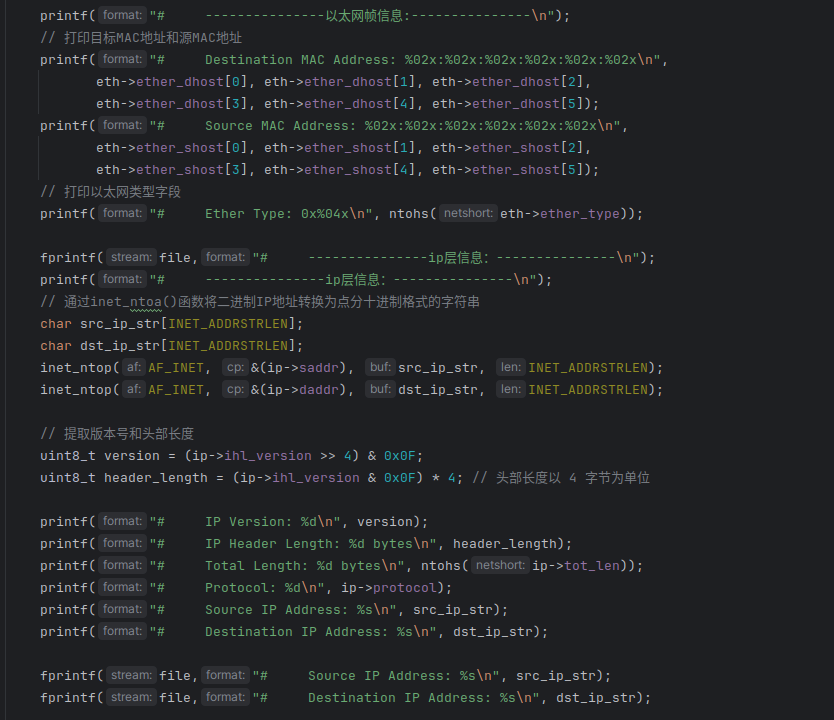 printf( format: "#     ---------------以太网帧信息:---------------\n");
// 打印目标MAC地址和源MAC地址
printf( format: "#     Destination MAC Address: %02x:%02x:%02x:%02x:%02x:%02x\n",
eth->ether_dhost[0], eth->ether_dhost[1], eth->ether_dhost[2],
eth->ether_dhost[3], eth->ether_dhost[4], eth->ether_dhost[5]);
printf( format: "#     Source MAC Address: %02x:%02x:%02x:%02x:%02x:%02x\n",
eth->ether_shost[0], eth->ether_shost[1], eth->ether_shost[2],
eth->ether_shost[3], eth->ether_shost[4], eth->ether_shost[5]);
// 打印以太网类型字段
printf( format: "#     Ether Type: 0x%04x\n", ntohs( netshort: eth->ether_type));
fprintf( stream: file, format: "#     ---------------ip层信息：---------------\n");
printf( format: "#     ---------------ip层信息：---------------\n");
// 通过inet_ntoa()函数将二进制IP地址转换为点分十进制格式的字符串
char src_ip_str[INET_ADDRSTRLEN];
char dst_ip_str[INET_ADDRSTRLEN];
inet_ntop( af: AF_INET, cp: &(ip->saddr), buf: src_ip_str, len: INET_ADDRSTRLEN);
inet_ntop( af: AF_INET, cp: &(ip->daddr), buf: dst_ip_str, len: INET_ADDRSTRLEN);
// 提取版本号和头部长度
uint8_t version = (ip->ihl_version >> 4) & 0x0F;
uint8_t header_length = (ip->ihl_version & 0x0F) * 4; // 头部长度以 4 字节为单位
printf( format: "#     IP Version: %d\n", version);
printf( format: "#     IP Header Length: %d bytes\n", header_length);
printf( format: "#     Total Length: %d bytes\n", ntohs( netshort: ip->tot_len));
printf( format: "#     Protocol: %d\n", ip->protocol);
printf( format: "#     Source IP Address: %s\n", src_ip_str);
printf( format: "#     Destination IP Address: %s\n", dst_ip_str);
fprintf( stream: file, format: "#     Source IP Address: %s\n", src_ip_str);
fprintf( stream: file, format: "#     Destination IP Address: %s\n", dst_ip_str);